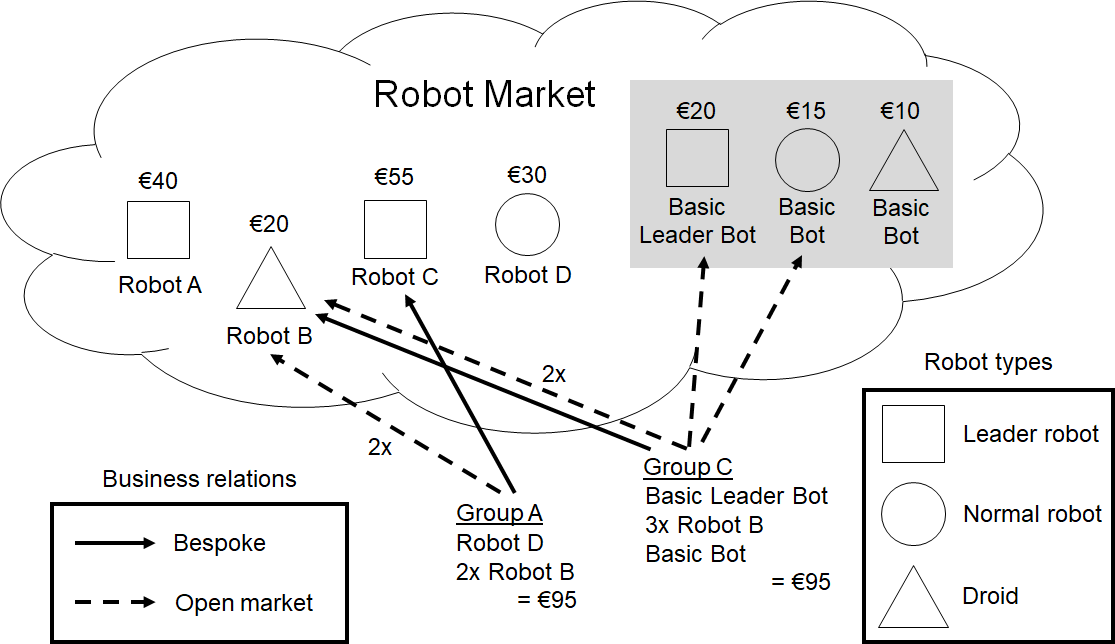 Robot Market
€20
€15
€10
Basic
Leader Bot
Basic
Bot
Basic
Bot
€40
Robot A
€20
Robot B
€55
Robot C
€30
Robot D
2x
2x
Group A
Robot D
2x Robot B
= €95
Group C
Basic Leader Bot
3x Robot B
Basic Bot
= €95
Business relations
Bespoke
Open market
Robot types
Leader robot
Normal robot
Droid